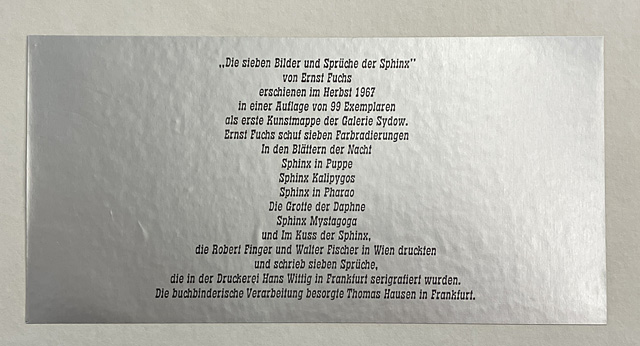 „Die sieben Bilder und Sprüche der Sphinx”
von Ernst Fuchs
erschienen im Herbst 1967
in einer Auflage von 99 Exemplaren
als erste Kunstmappe der Galerie Sydow.
Ernst Fuchs schuf sieben Farbradierungen
In den Blättern der Nacht
Sphinx in Puppe
Sphinx Kalipygos
Sphinx in Pharao
Die Grotte der Daphne
Sphinx Mystagoga
und Im Kuss der Sphinx,
die Robert Finger und Walter Fischer in Wien druckten
und schrieb sieben Sprüche,
die in der Druckerei Hans Wittig in Frankfurt serigrafiert wurden.
Die buchbinderische Verarbeitung besorgte Thomas Hausen in Frankfurt.